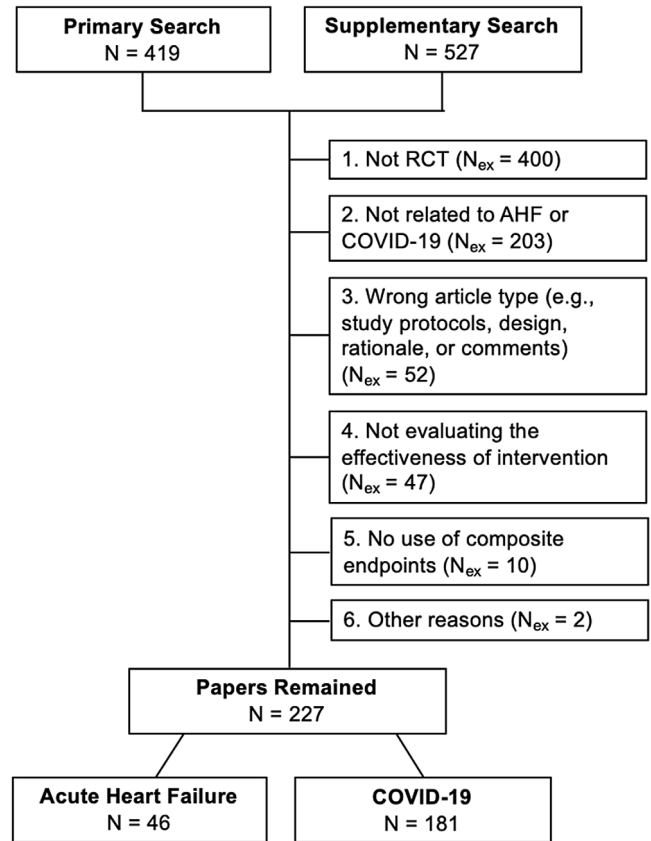 Primary Search
N = 419
Supplementary Search
N = 527
1. Not RCT (Nex = 400)
2. Not related to AHF or
COVID-19 (Nex = 203)
3. Wrong article type (e.g.,
study protocols, design,
rationale, or comments)
(Nex = 52)
4. Not evaluating the
effectiveness of intervention
(Nex = 47)
5. No use of composite
endpoints (Nex = 10)
6. Other reasons (Nex = 2)
Papers Remained
N = 227
Acute Heart Failure
N = 46
COVID-19
N = 181